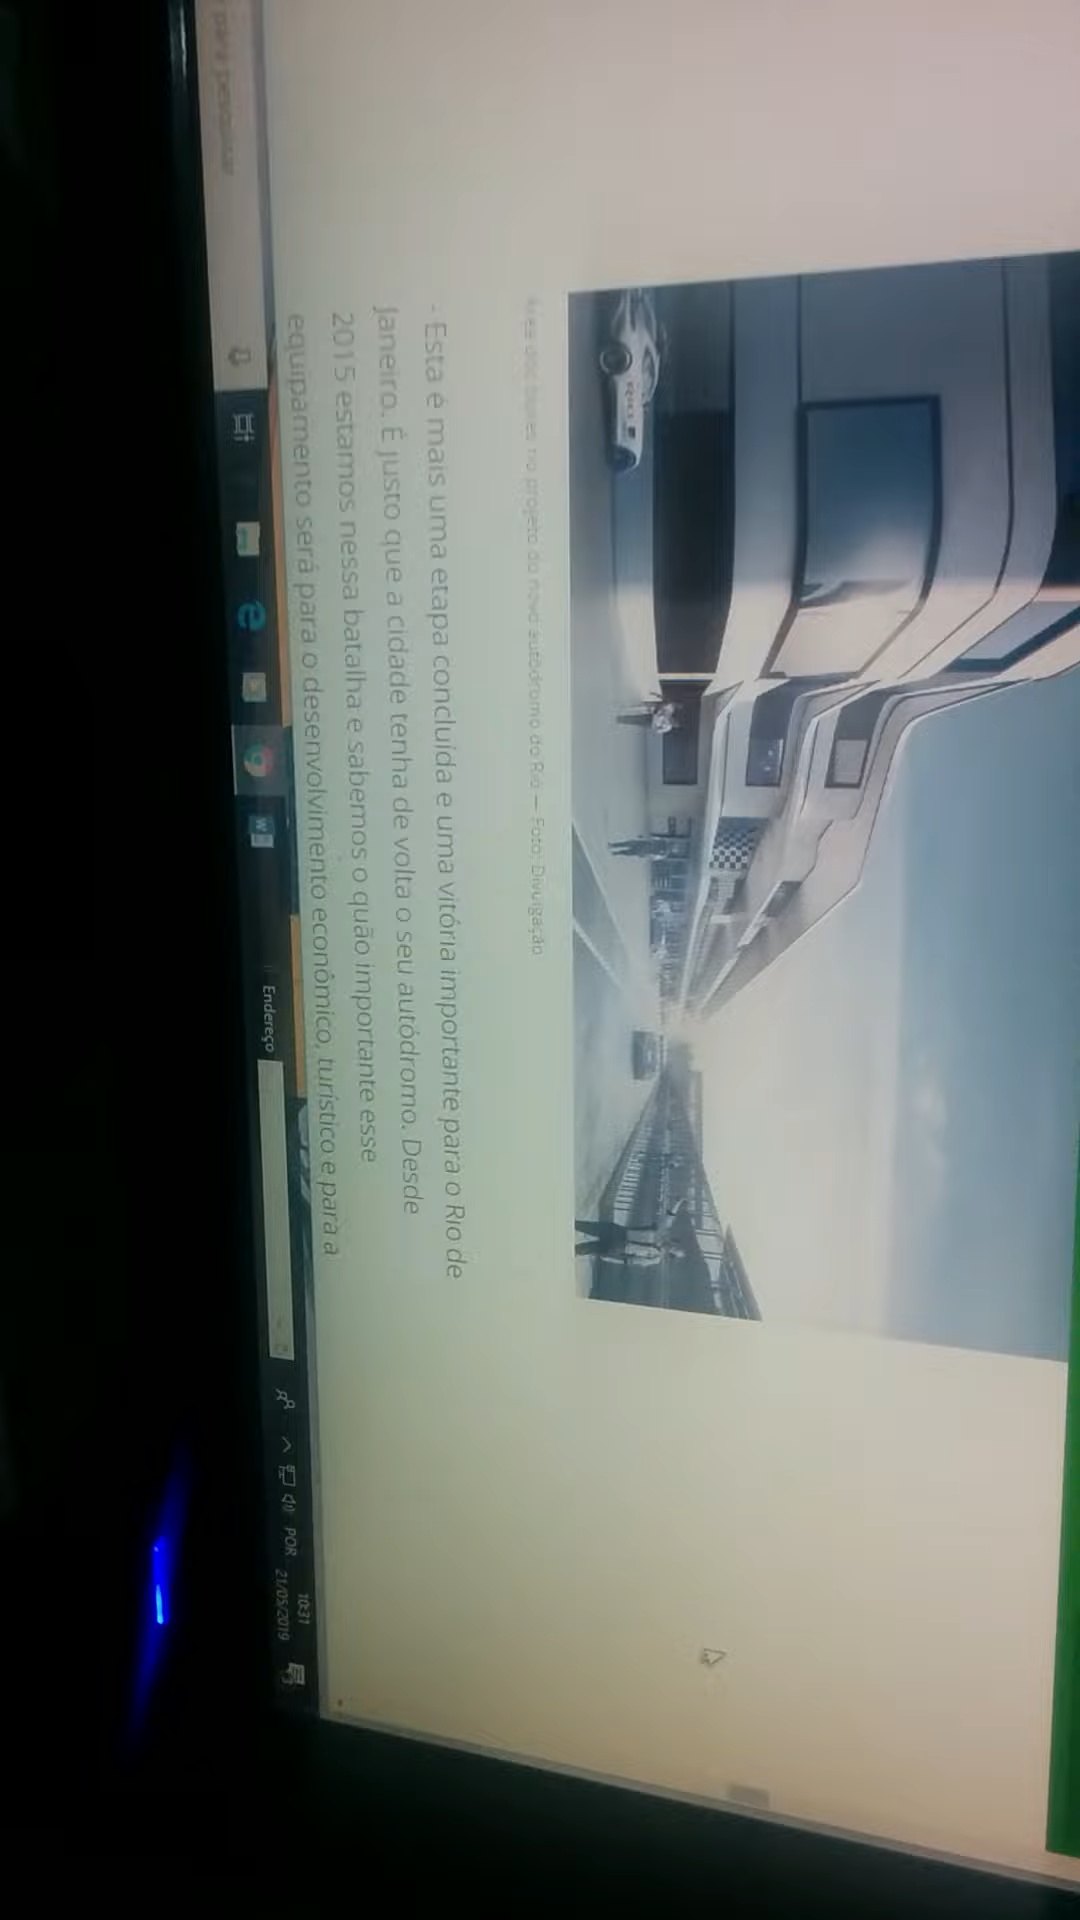 Área dos boxes no projeto do novo autódromo do Rio — Foto: Divulgação
- Esta é mais uma etapa concluída e uma vitória importante para o Rio de
Janeiro. É justo que a cidade tenha de volta o seu autódromo. Desde
2015 estamos nessa batalha e sabemos o quão importante esse
equipamento será para o desenvolvimento econômico, turístico e para a
para pesquisar
Endereço
POR
10:31
21/05/2019